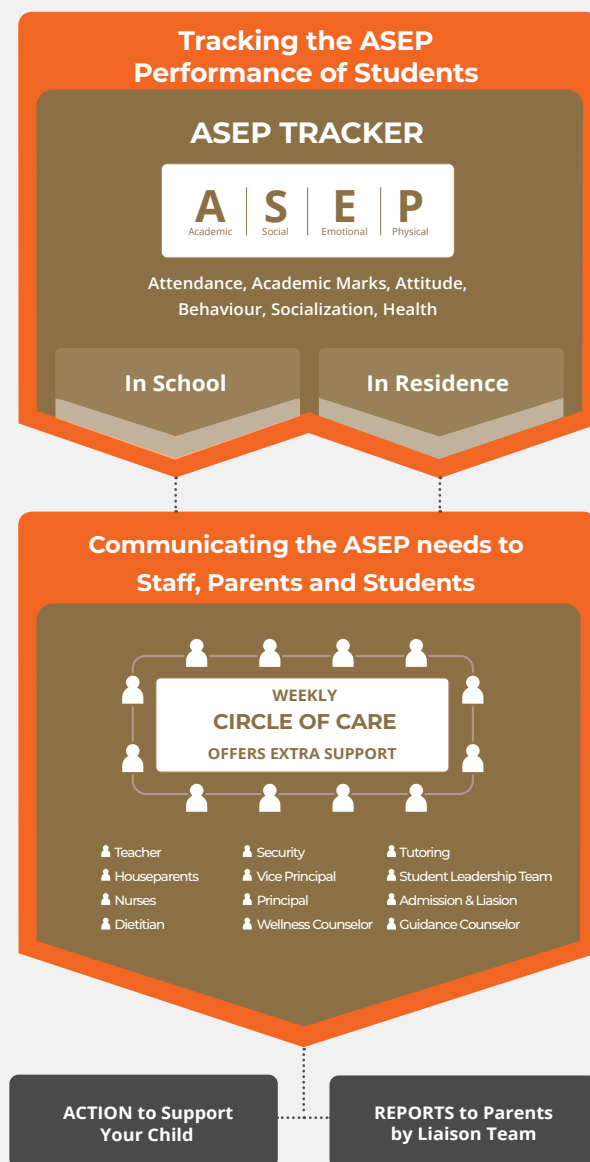 Tracking the ASEP
Performance of Students
ASEP TRACKER
A S E P
Academic Social Emotional Physical
Attendance, Academic Marks, Attitude,
Behaviour, Socialization, Health
In School
In Residence
Communicating the ASEP needs to
Staff, Parents and Students
WEEKLY
CIRCLE OF CARE
OFFERS EXTRA SUPPORT
Teacher
Houseparents
Nurses
Dietitian
Security
Vice Principal
Principal
Wellness Counselor
Tutoring
Student Leadership Team
Admission & Liasion
Guidance Counselor
ACTION to Support
Your Child
REPORTS to Parents
by Liaison Team